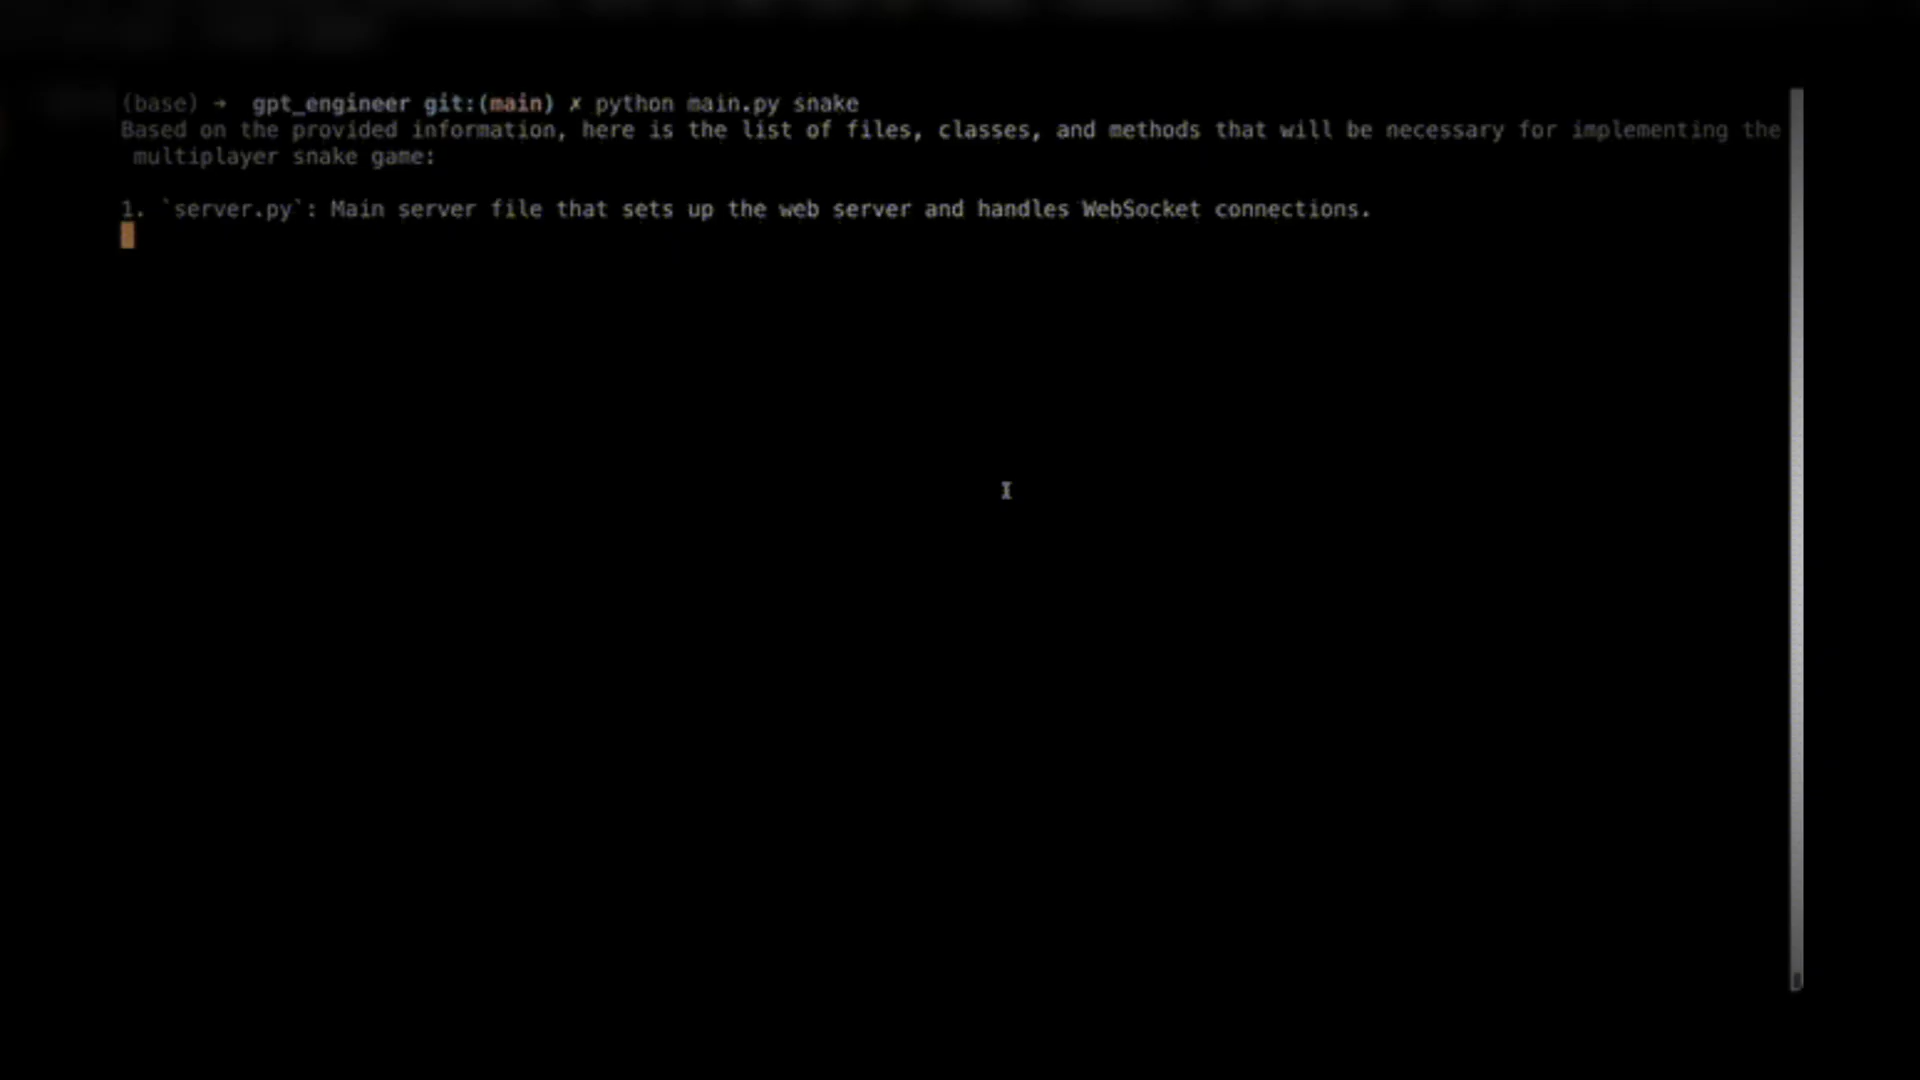 (base) → gpt_engineer git:(main) ✗ python main.py snake
Based on the provided information, here is the list of files, classes, and methods that will be necessary for implementing the
multiplayer snake game:
1. `server.py`: Main server file that sets up the web server and handles WebSocket connections.